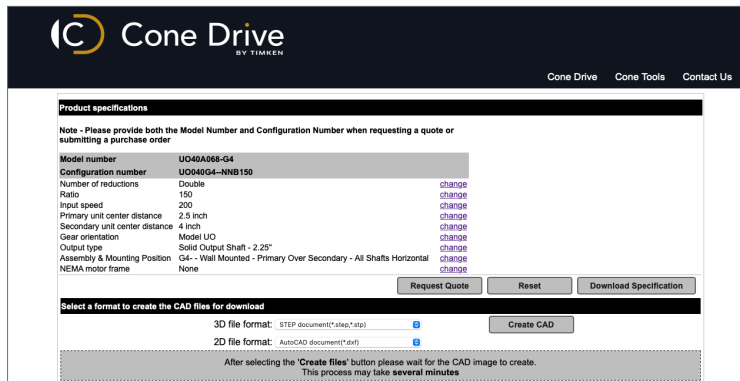 Cone Drive
BY TIMKEN
Cone Drive Cone Tools Contact Us
Product specifications
Note - Please provide both the Model Number and Configuration Number when requesting a quote or
submitting a purchase order
Model number UO40A068-G4
Configuration number UO040G4--NNB150
Number of reductions Double change
Ratio 150 change
Input speed 200 change
Primary unit center distance 2.5 inch change
Secondary unit center distance 4 inch change
Gear orientation Model UO change
Output type Solid Output Shaft - 2.25" change
Assembly & Mounting Position G4- - Wall Mounted - Primary Over Secondary - All Shafts Horizontal change
NEMA motor frame None change
Request Quote Reset Download Specification
Select a format to create the CAD files for download
3D file format: STEP document(*.step,*.stp) Create CAD
2D file format: AutoCAD document(*.dxf)
After selecting the 'Create files' button please wait for the CAD image to create.
This process may take several minutes